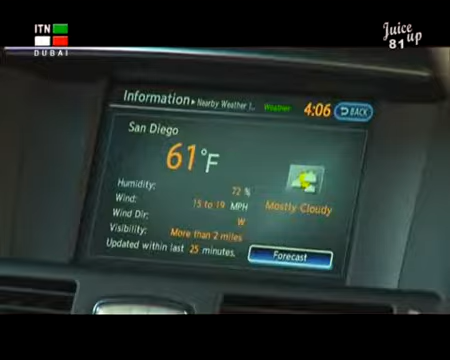 ITN
DUBAI
Juice
up
81
Information ▸ Nearby Weather I.. Weather 4:06 BACK
San Diego
61°F
Humidity: 72 %
Wind: 15 to 19 MPH
Wind Dir: W
Visibility: More than 2 miles
Mostly Cloudy
Updated within last 25 minutes.
Forecast